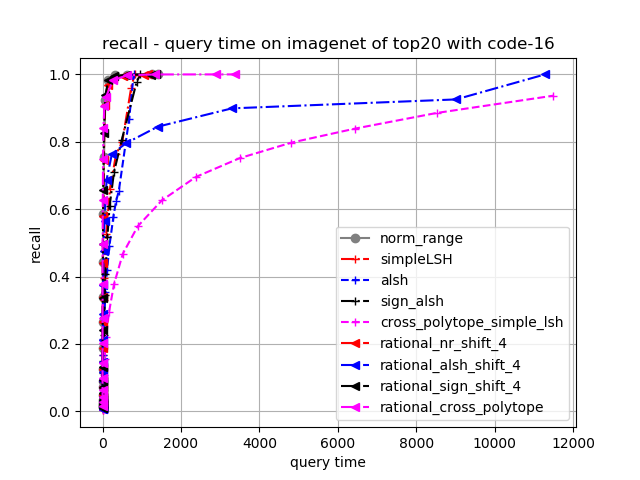 recall - query time on imagenet of top20 with code-16
recall
1.0
0.8
0.6
0.4
0.2
0.0
norm_range
simpleLSH
alsh
sign_alsh
cross_polytope_simple_lsh
rational_nr_shift_4
rational_alsh_shift_4
rational_sign_shift_4
rational_cross_polytope
0 2000 4000 6000 8000 10000 12000
query time